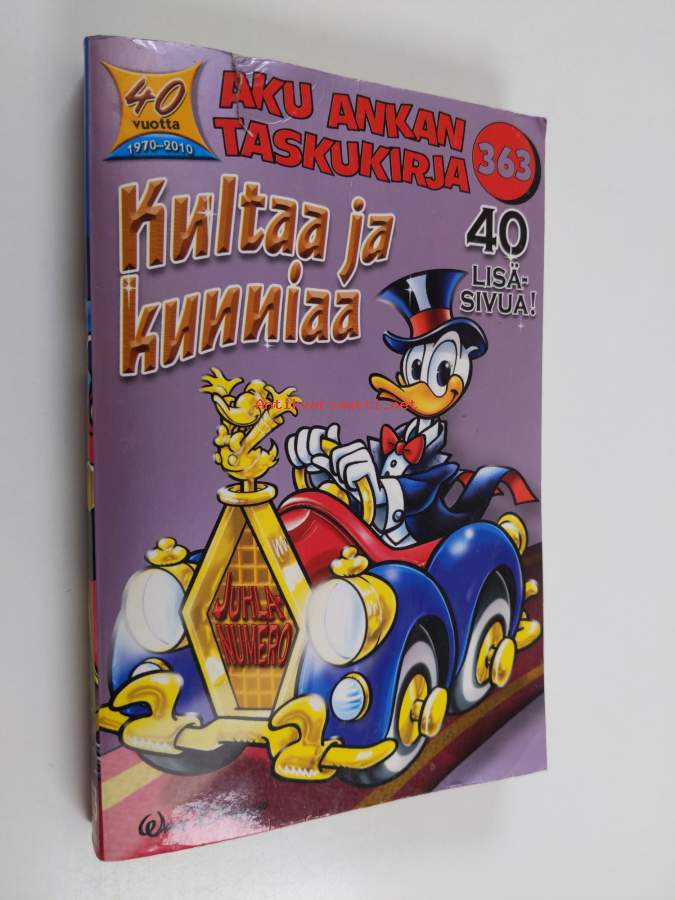 40
vuotta
1970-2010
AKU ANKAN
TASKUKIRJA
363
Kultaa ja
kunniaa
40
LISÄ-
SIVUA!
Antikvariaatti.net
JUHLA-
NUMERO